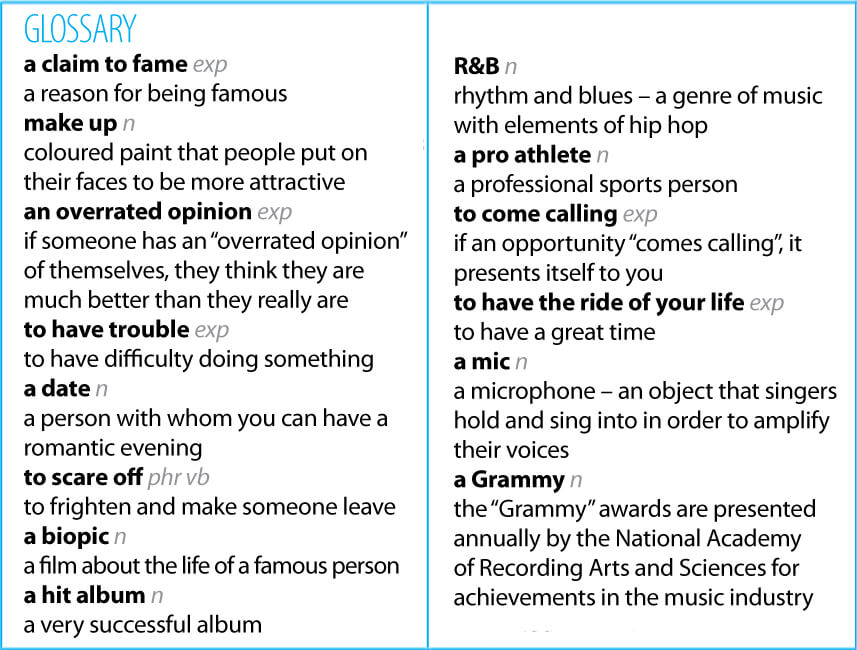 GLOSSARY
a claim to fame exp
a reason for being famous
make up n
coloured paint that people put on
their faces to be more attractive
an overrated opinion exp
if someone has an “overrated opinion”
of themselves, they think they are
much better than they really are
to have trouble exp
to have difficulty doing something
a date n
a person with whom you can have a
romantic evening
to scare off phr vb
to frighten and make someone leave
a biopic n
a film about the life of a famous person
a hit album n
a very successful album
R&B n
rhythm and blues – a genre of music
with elements of hip hop
a pro athlete n
a professional sports person
to come calling exp
if an opportunity “comes calling”, it
presents itself to you
to have the ride of your life exp
to have a great time
a mic n
a microphone – an object that singers
hold and sing into in order to amplify
their voices
a Grammy n
the “Grammy” awards are presented
annually by the National Academy
of Recording Arts and Sciences for
achievements in the music industry